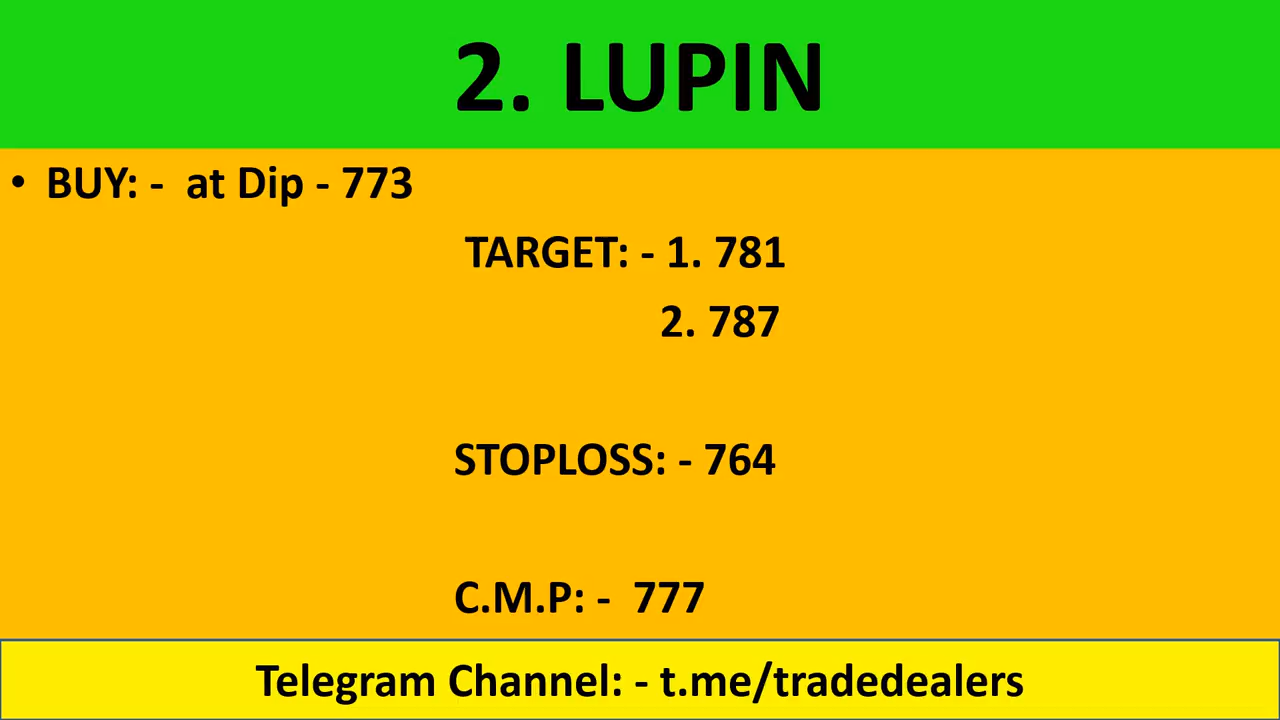 2. LUPIN
• BUY: -  at Dip - 773
TARGET: - 1. 781
2. 787
STOPLOSS: - 764
C.M.P: -  777
Telegram Channel: - t.me/tradedealers